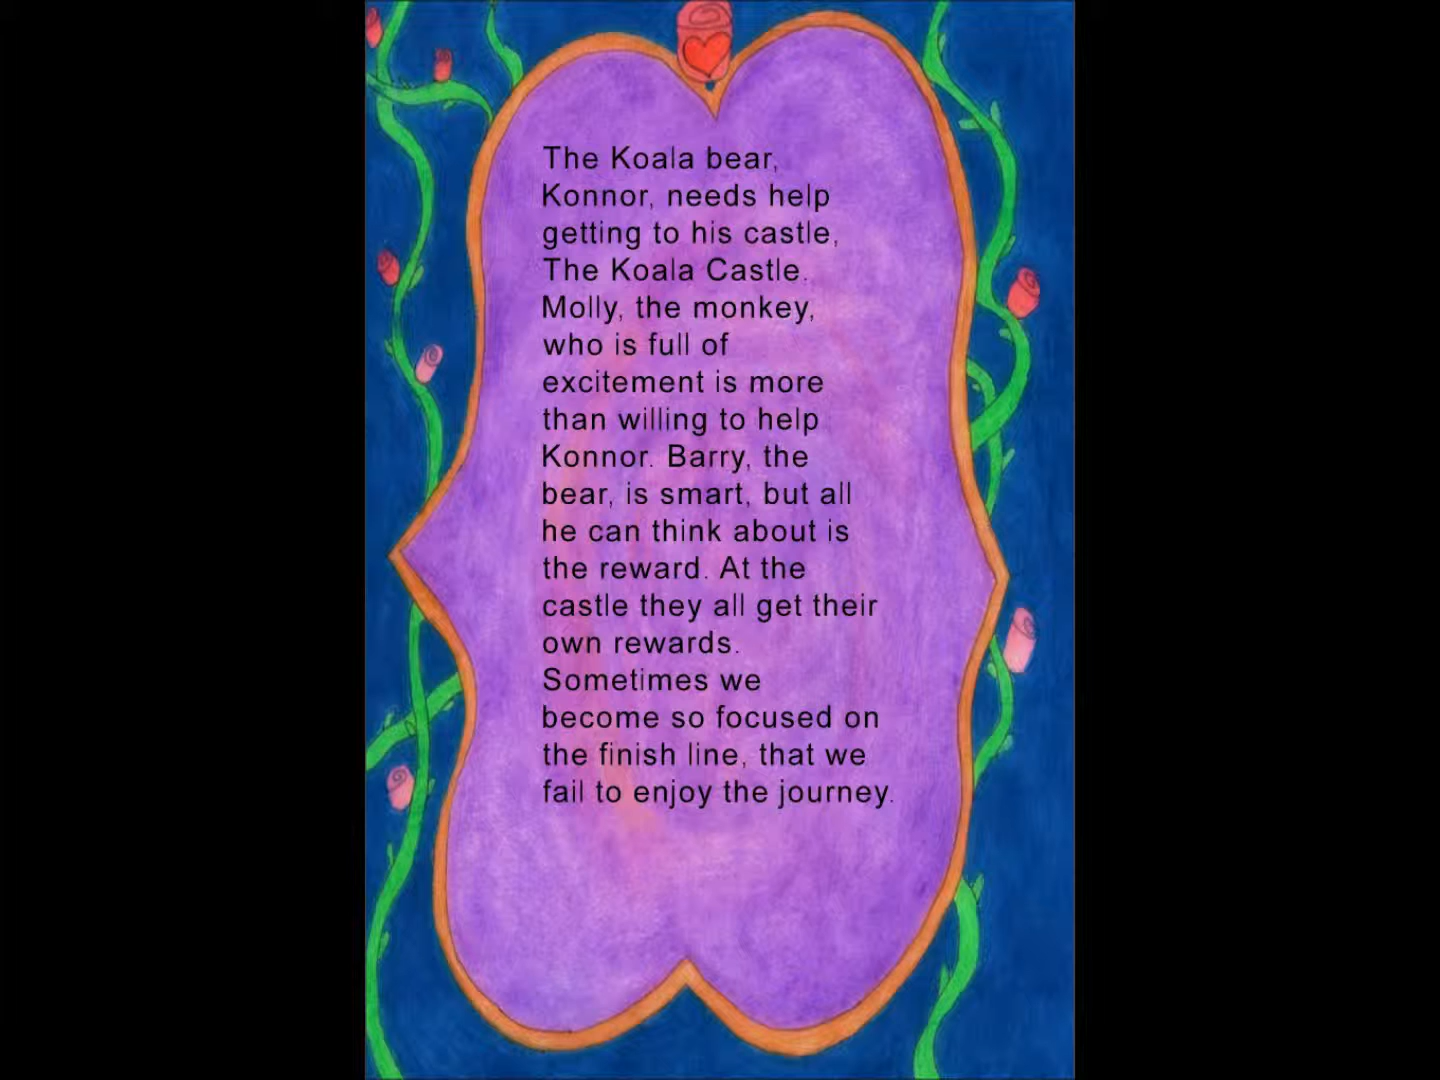 The Koala bear,
Konnor, needs help
getting to his castle,
The Koala Castle.
Molly, the monkey,
who is full of
excitement is more
than willing to help
Konnor. Barry, the
bear, is smart, but all
he can think about is
the reward. At the
castle they all get their
own rewards.
Sometimes we
become so focused on
the finish line, that we
fail to enjoy the journey.